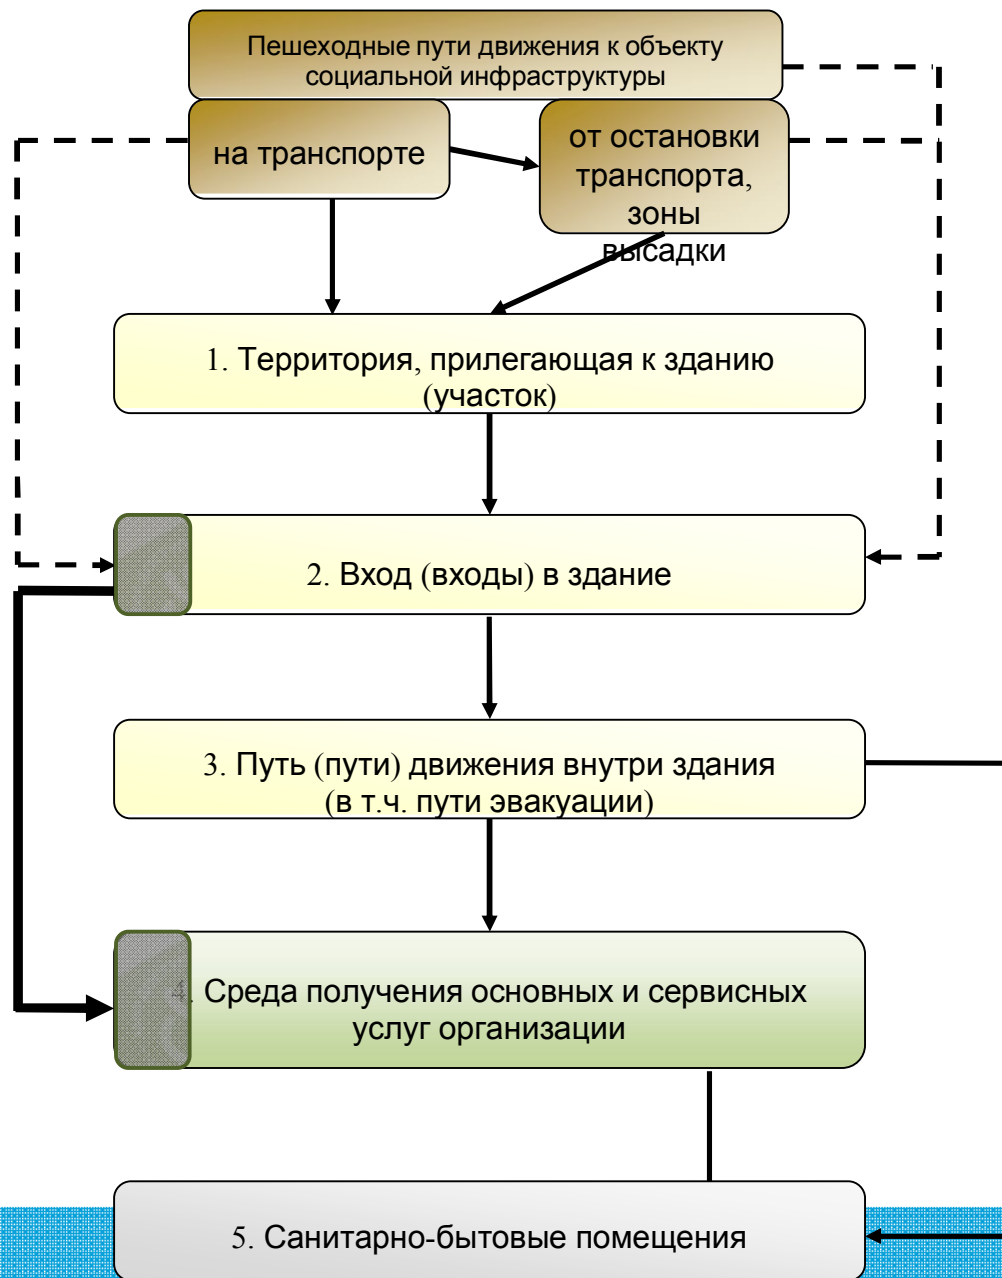 Пешеходные пути движения к объекту
социальной инфраструктуры
на транспорте
от остановки
транспорта,
зоны
высадки
1. Территория, прилегающая к зданию
(участок)
2. Вход (входы) в здание
3. Путь (пути) движения внутри здания
(в т.ч. пути эвакуации)
4. Среда получения основных и сервисных
услуг организации
5. Санитарно-бытовые помещения